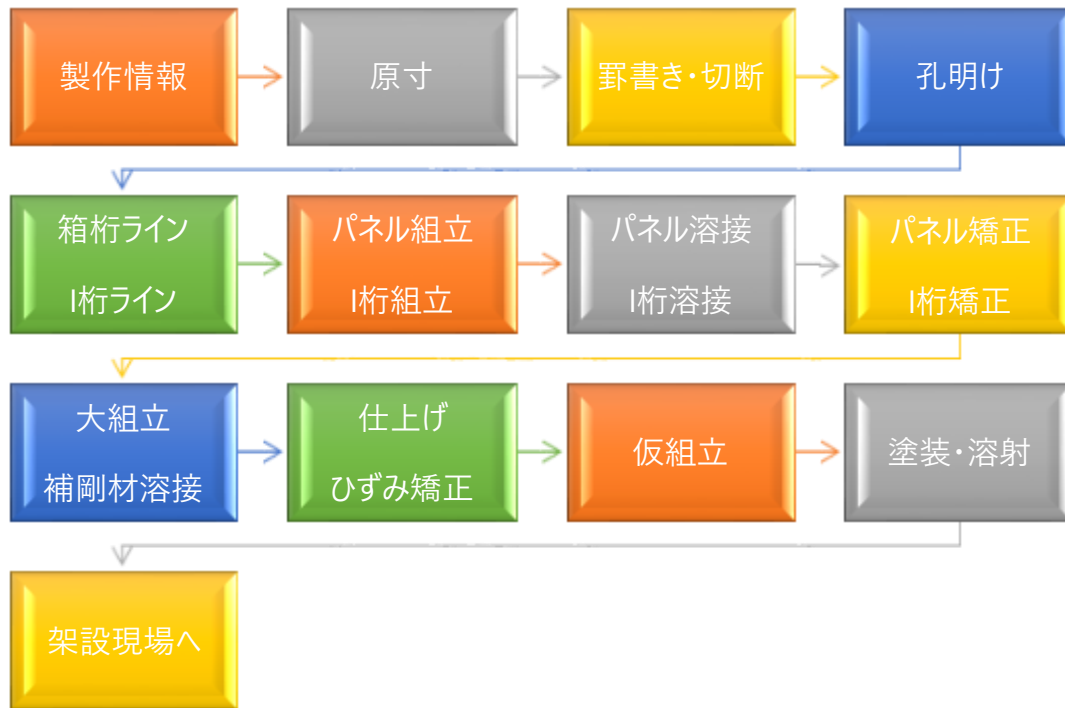 製作情報
原寸
罫書き・切断
孔明け
箱桁ライン
I桁ライン
パネル組立
I桁組立
パネル溶接
I桁溶接
パネル矯正
I桁矯正
大組立
補剛材溶接
仕上げ
ひずみ矯正
仮組立
塗装・溶射
架設現場へ